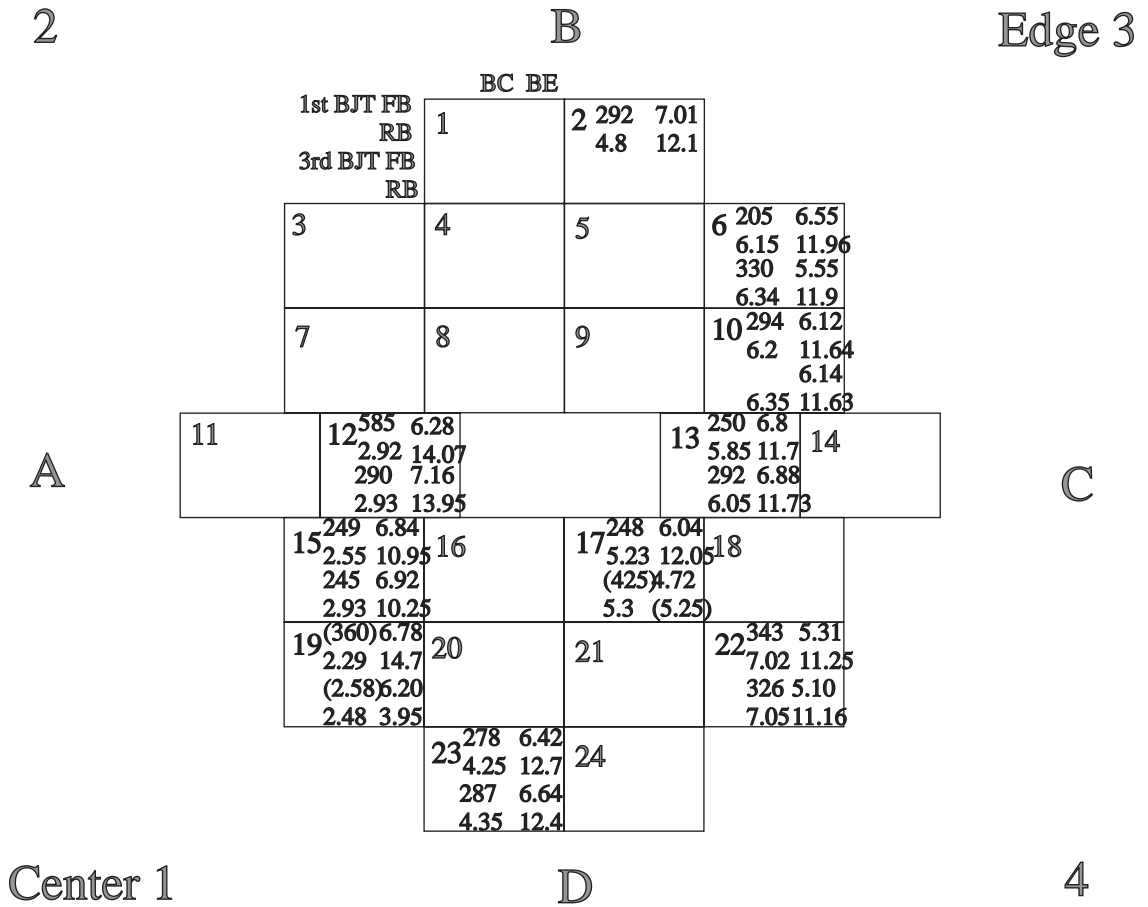 2 B Edge 3
BC BE
1st BJT FB
RB
3rd BJT FB
RB
1
2 292 7.01
4.8 12.1
3
4
5
6 205 6.55
6.15 11.96
330 5.55
6.34 11.9
7
8
9
10 294 6.12
6.2 11.64
6.14
6.35 11.63
A
11
12 585 6.28
2.92 14.07
290 7.16
2.93 13.95
13 250 6.8
5.85 11.7
292 6.88
6.05 11.73
14
C
15 249 6.84
2.55 10.95
245 6.92
2.93 10.25
16
17 248 6.04
5.23 12.05
(425) 4.72
5.3 (5.25)
18
19 (360) 6.78
2.29 14.7
(2.58) 6.20
2.48 3.95
20
21
22 343 5.31
7.02 11.25
326 5.10
7.05 11.16
23 278 6.42
4.25 12.7
287 6.64
4.35 12.4
24
Center 1 D 4